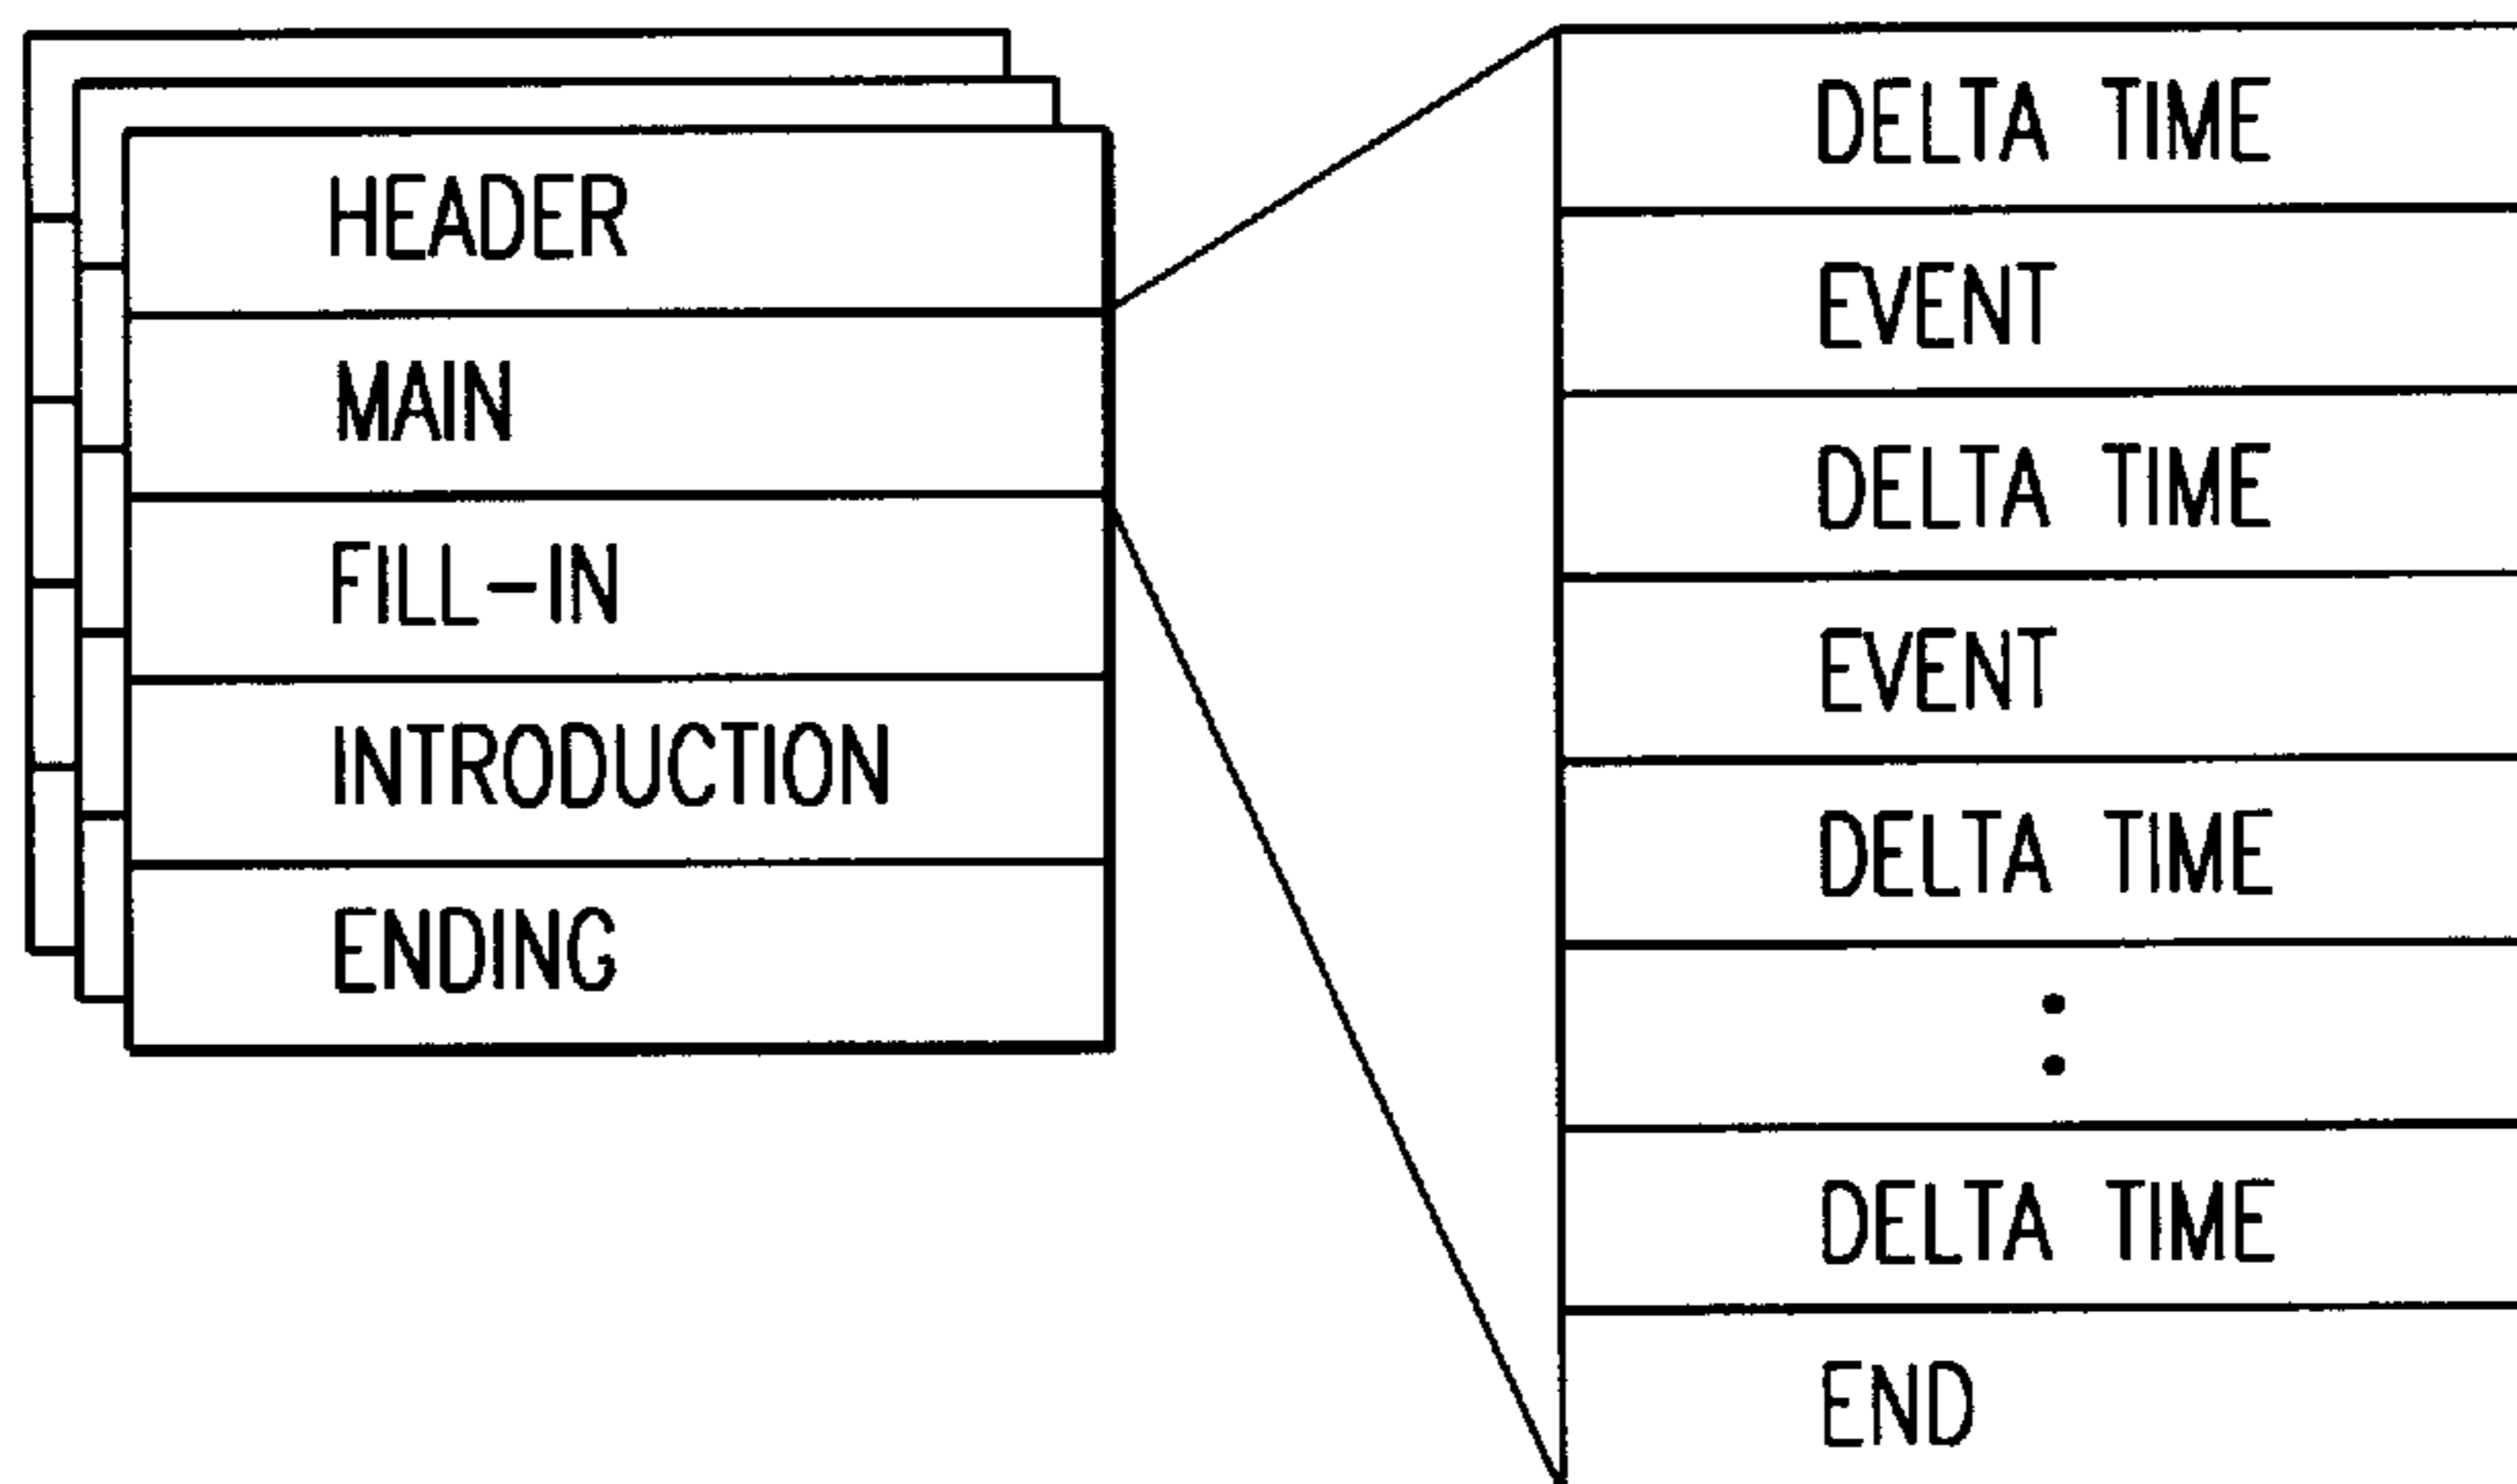 HEADER
MAIN
FILL-IN
INTRODUCTION
ENDING
DELTA TIME
EVENT
DELTA TIME
EVENT
DELTA TIME
DELTA TIME
END